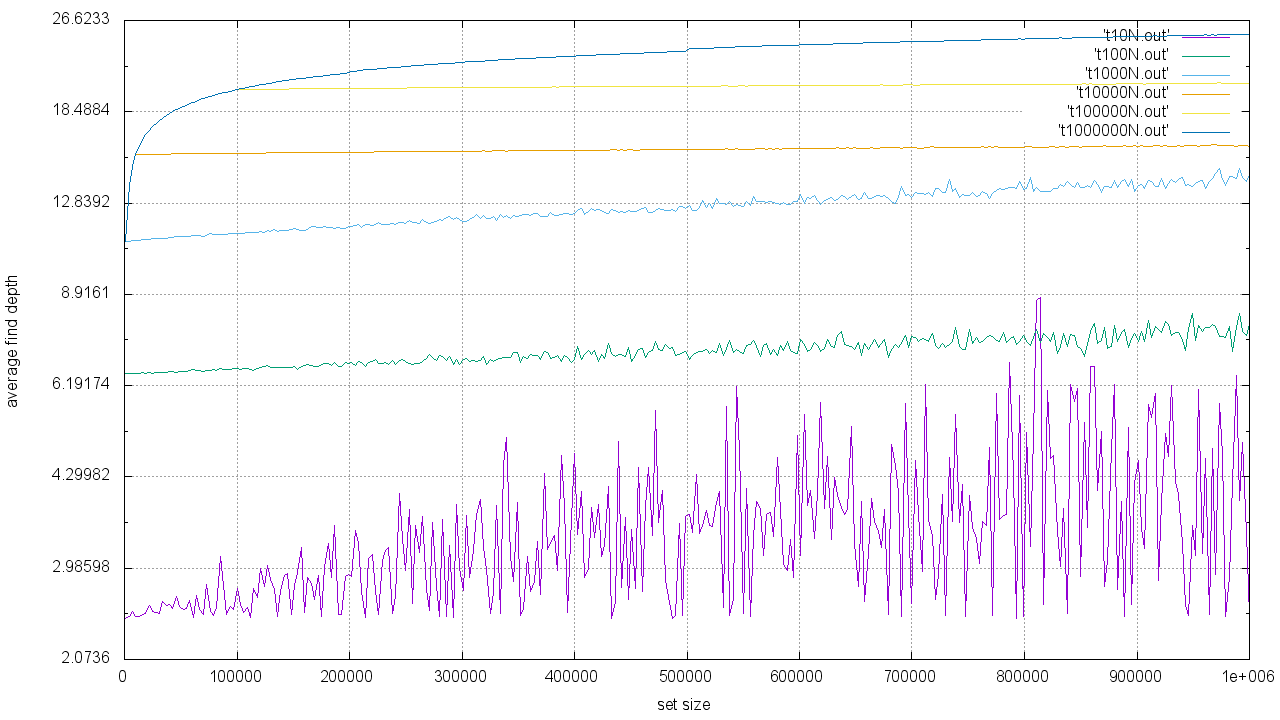 26.6233
18.4884
12.8392
8.9161
6.19174
4.29982
2.98598
2.0736
average find depth
't10N.out'
't100N.out'
't1000N.out'
't10000N.out'
't100000N.out'
't1000000N.out'
0 100000 200000 300000 400000 500000 600000 700000 800000 900000 1e+006
set size